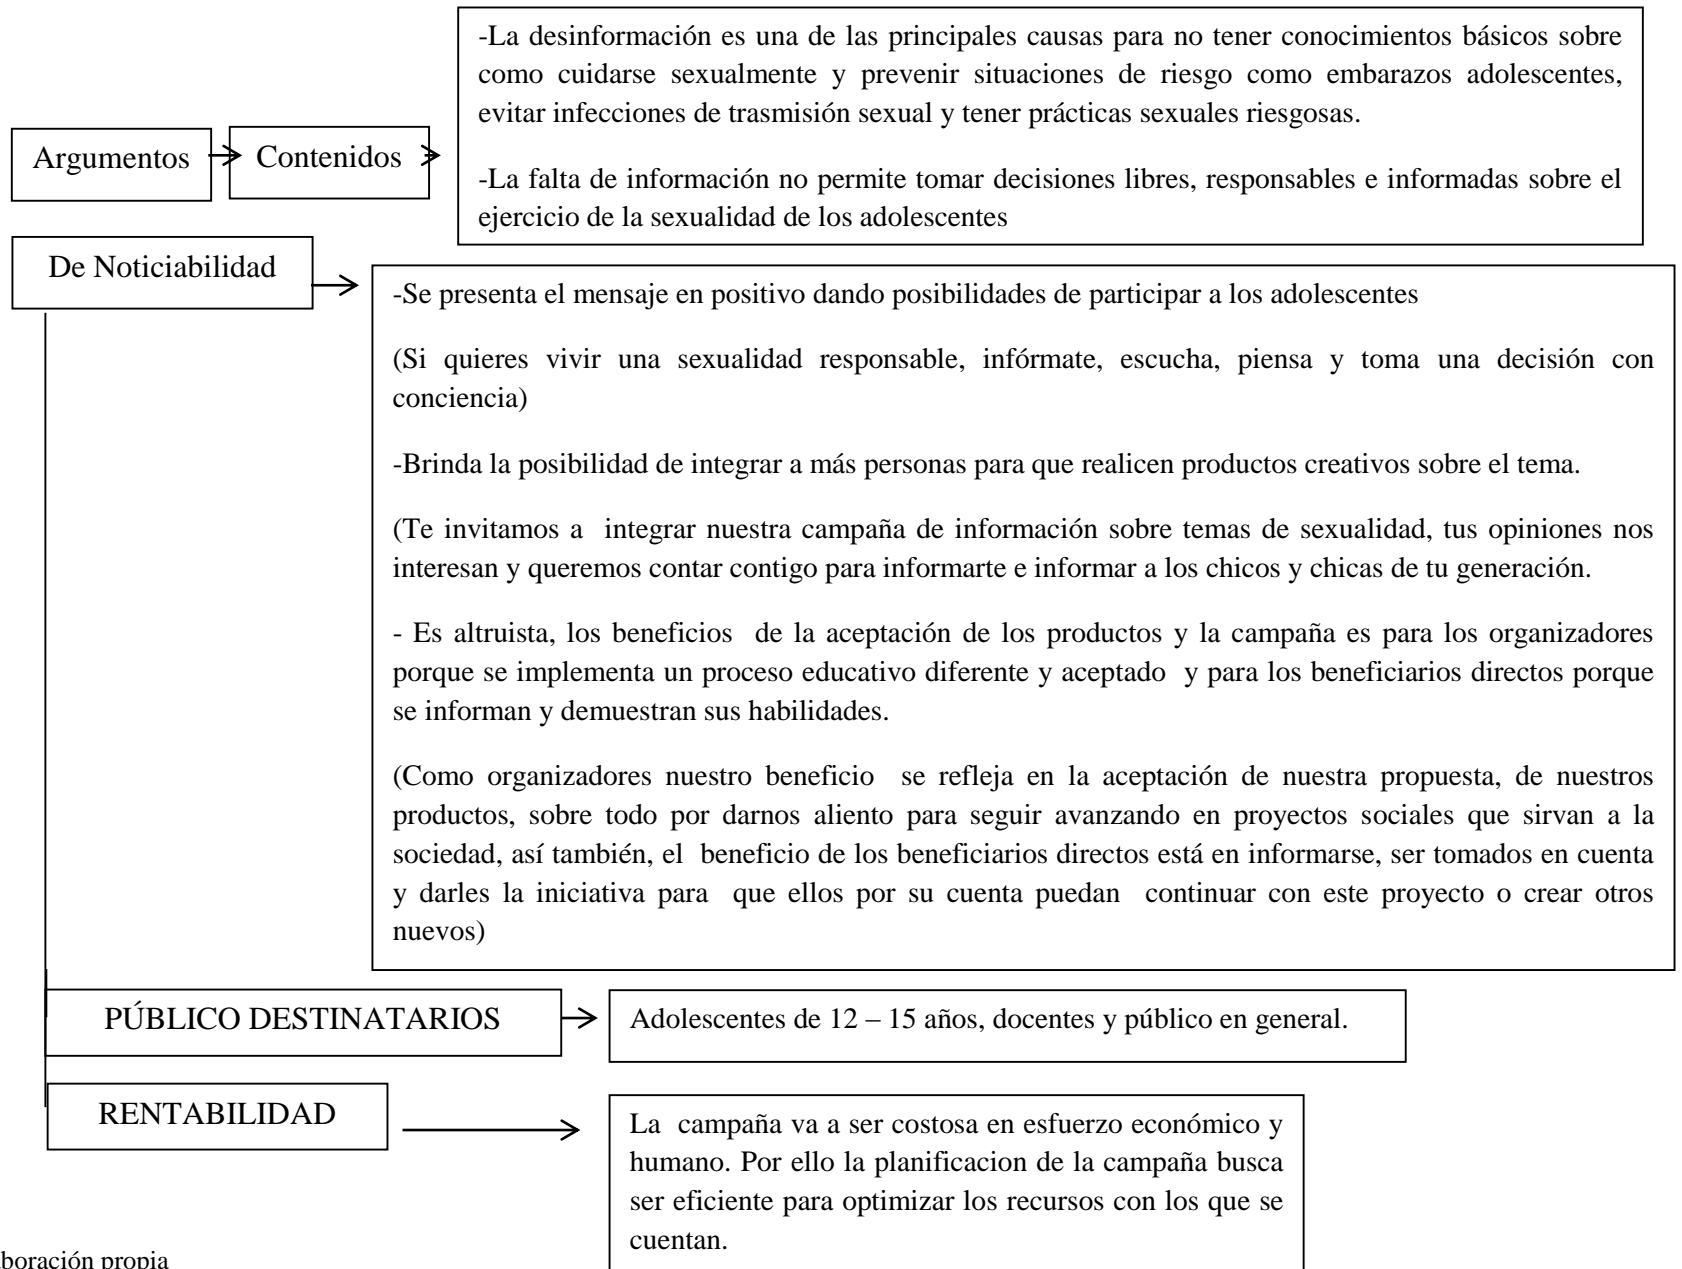 -La desinformación es una de las principales causas para no tener conocimientos básicos sobre
como cuidarse sexualmente y prevenir situaciones de riesgo como embarazos adolescentes,
evitar infecciones de trasmisión sexual y tener prácticas sexuales riesgosas.
Argumentos
Contenidos
-La falta de información no permite tomar decisiones libres, responsables e informadas sobre el
ejercicio de la sexualidad de los adolescentes
De Noticiabilidad
-Se presenta el mensaje en positivo dando posibilidades de participar a los adolescentes
(Si quieres vivir una sexualidad responsable, infórmate, escucha, piensa y toma una decisión con
conciencia)
-Brinda la posibilidad de integrar a más personas para que realicen productos creativos sobre el tema.
(Te invitamos a integrar nuestra campaña de información sobre temas de sexualidad, tus opiniones nos
interesan y queremos contar contigo para informarte e informar a los chicos y chicas de tu generación.
- Es altruista, los beneficios de la aceptación de los productos y la campaña es para los organizadores
porque se implementa un proceso educativo diferente y aceptado y para los beneficiarios directos porque
se informan y demuestran sus habilidades.
(Como organizadores nuestro beneficio se refleja en la aceptación de nuestra propuesta, de nuestros
productos, sobre todo por darnos aliento para seguir avanzando en proyectos sociales que sirvan a la
sociedad, así también, el beneficio de los beneficiarios directos está en informarse, ser tomados en cuenta
y darles la iniciativa para que ellos por su cuenta puedan continuar con este proyecto o crear otros
nuevos)
PÚBLICO DESTINATARIOS
Adolescentes de 12 – 15 años, docentes y público en general.
RENTABILIDAD
La campaña va a ser costosa en esfuerzo económico y
humano. Por ello la planificacion de la campaña busca
ser eficiente para optimizar los recursos con los que se
cuentan.
boración propia